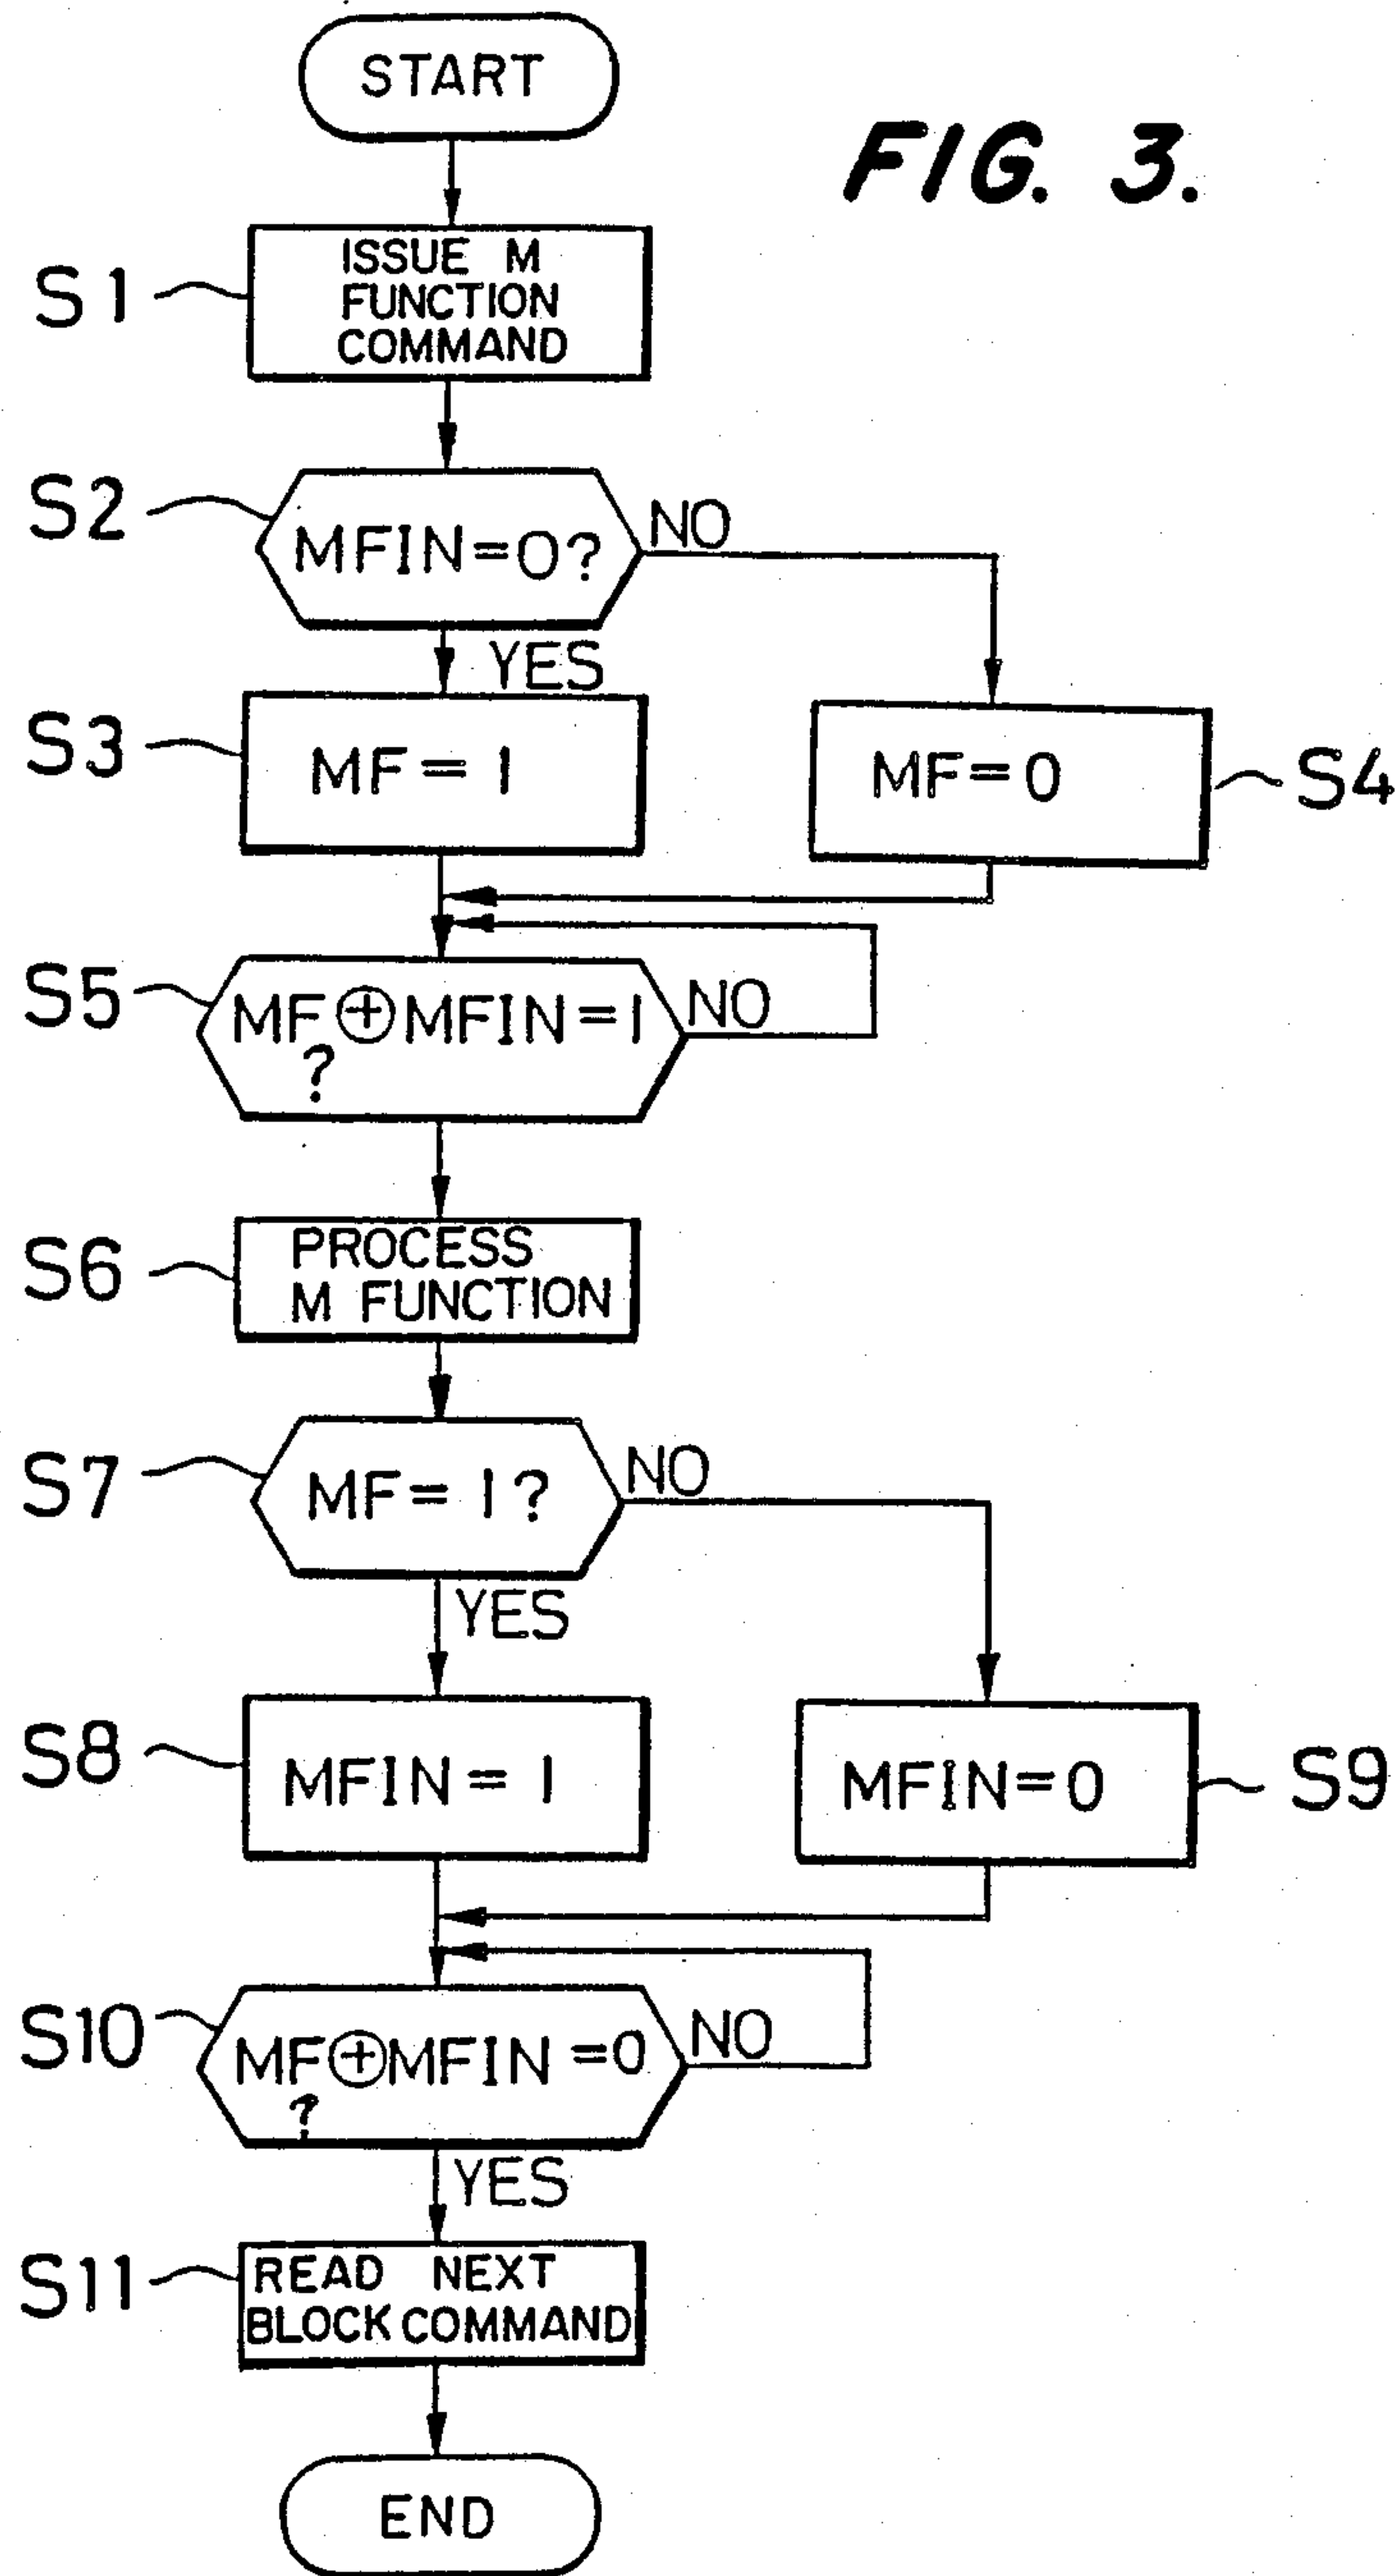 START
FIG. 3.
S1
ISSUE M
FUNCTION
COMMAND
S2
MFIN=0?
NO
YES
S3
MF=1
MF=0
S4
S5
MF⊕MFIN=1
?
NO
S6
PROCESS
M FUNCTION
S7
MF=1?
NO
YES
S8
MFIN=1
MFIN=0
S9
S10
MF⊕MFIN=0
?
NO
YES
S11
READ NEXT
BLOCK COMMAND
END